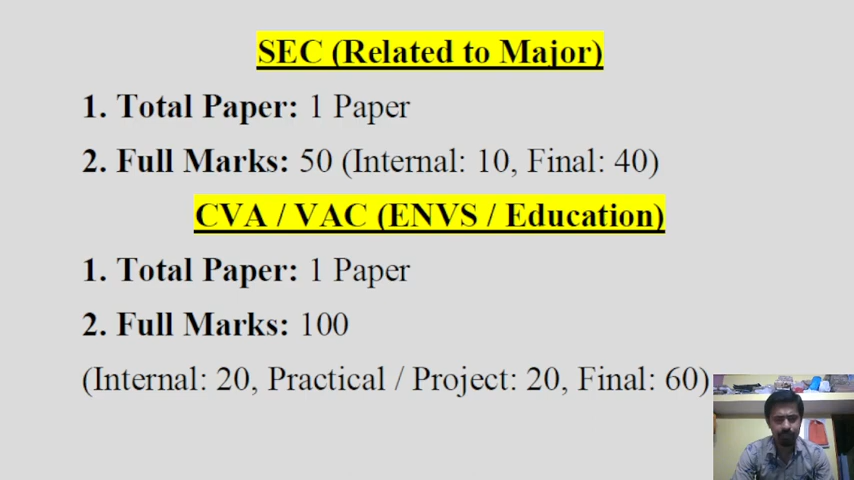 SEC (Related to Major)
1. Total Paper: 1 Paper
2. Full Marks: 50 (Internal: 10, Final: 40)
CVA / VAC (ENVS / Education)
1. Total Paper: 1 Paper
2. Full Marks: 100
(Internal: 20, Practical / Project: 20, Final: 60)